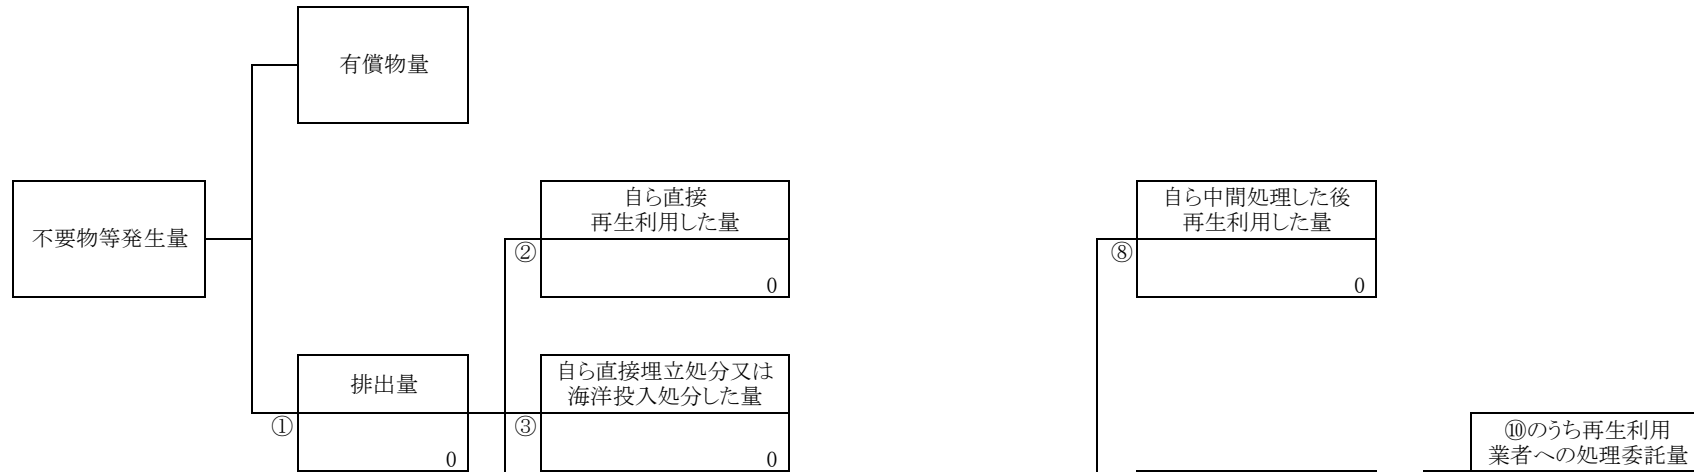 有償物量
不要物等発生量
自ら直接
再生利用した量
②
0
自ら中間処理した後
再生利用した量
⑧
0
排出量
①
0
自ら直接埋立処分又は
海洋投入処分した量
③
0
⑩のうち再生利用
業者への処理委託量